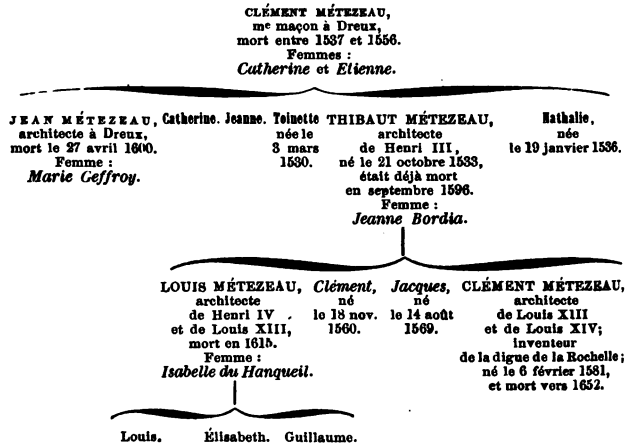 CLÉMENT MÉTEZEAU,
me maçon à Dreux,
mort entre 1537 et 1556.
Femmes :
Catherine et Elienne.
JEAN MÉTEZEAU,
architecte à Dreux,
mort le 27 avril 1600.
Femme :
Marie Geffroy.
Catherine. Jeanne. Toinette
née le
3 mars
1530.
THIBAUT MÉTEZEAU,
architecte
de Henri III,
né le 21 octobre 1533,
était déjà mort
en septembre 1596.
Femme :
Jeanne Bordia.
Nathalie,
née
le 19 janvier 1536.
LOUIS MÉTEZEAU,
architecte
de Henri IV
et de Louis XIII,
mort en 1615.
Femme :
Isabelle du Hanqueil.
Clément,
né
le 18 nov.
1560.
Jacques,
né
le 14 août
1569.
CLÉMENT MÉTEZEAU,
architecte
de Louis XIII
et de Louis XIV;
inventeur
de la digue de la Rochelle;
né le 6 février 1581,
et mort vers 1652.
Louis. Élisabeth. Guillaume.